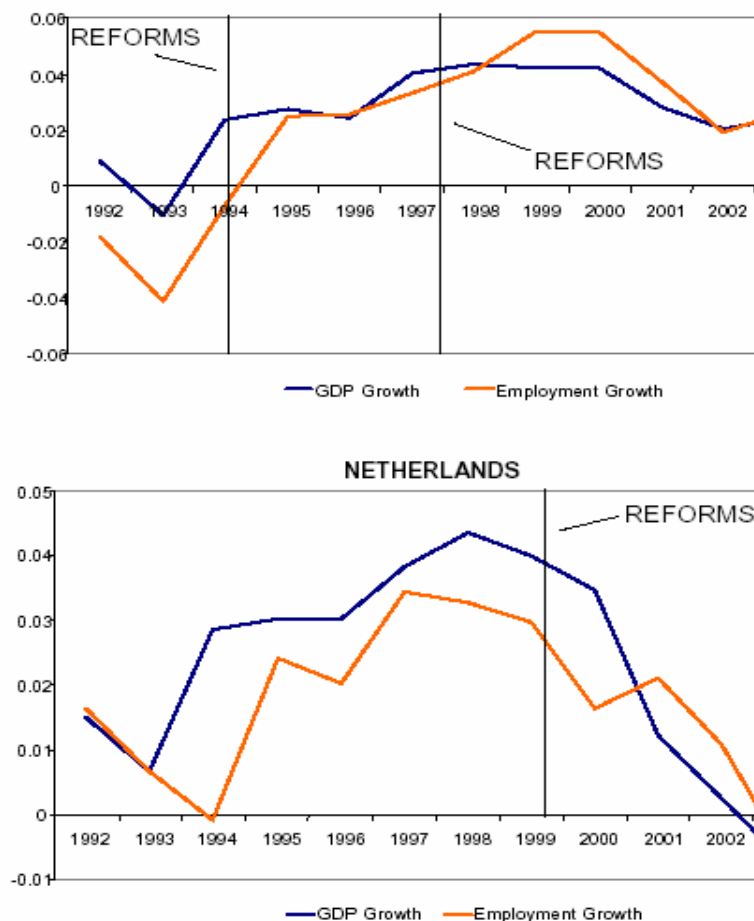 0.06
REFORMS
0.04
0.02
REFORMS
0
1992 1993 1994 1995 1996 1997 1998 1999 2000 2001 2002
-0.02
-0.04
-0.06
GDP Growth Employment Growth
NETHERLANDS
0.05
REFORMS
0.04
0.03
0.02
0.01
0
1992 1993 1994 1995 1996 1997 1998 1999 2000 2001 2002
-0.01
GDP Growth Employment Growth